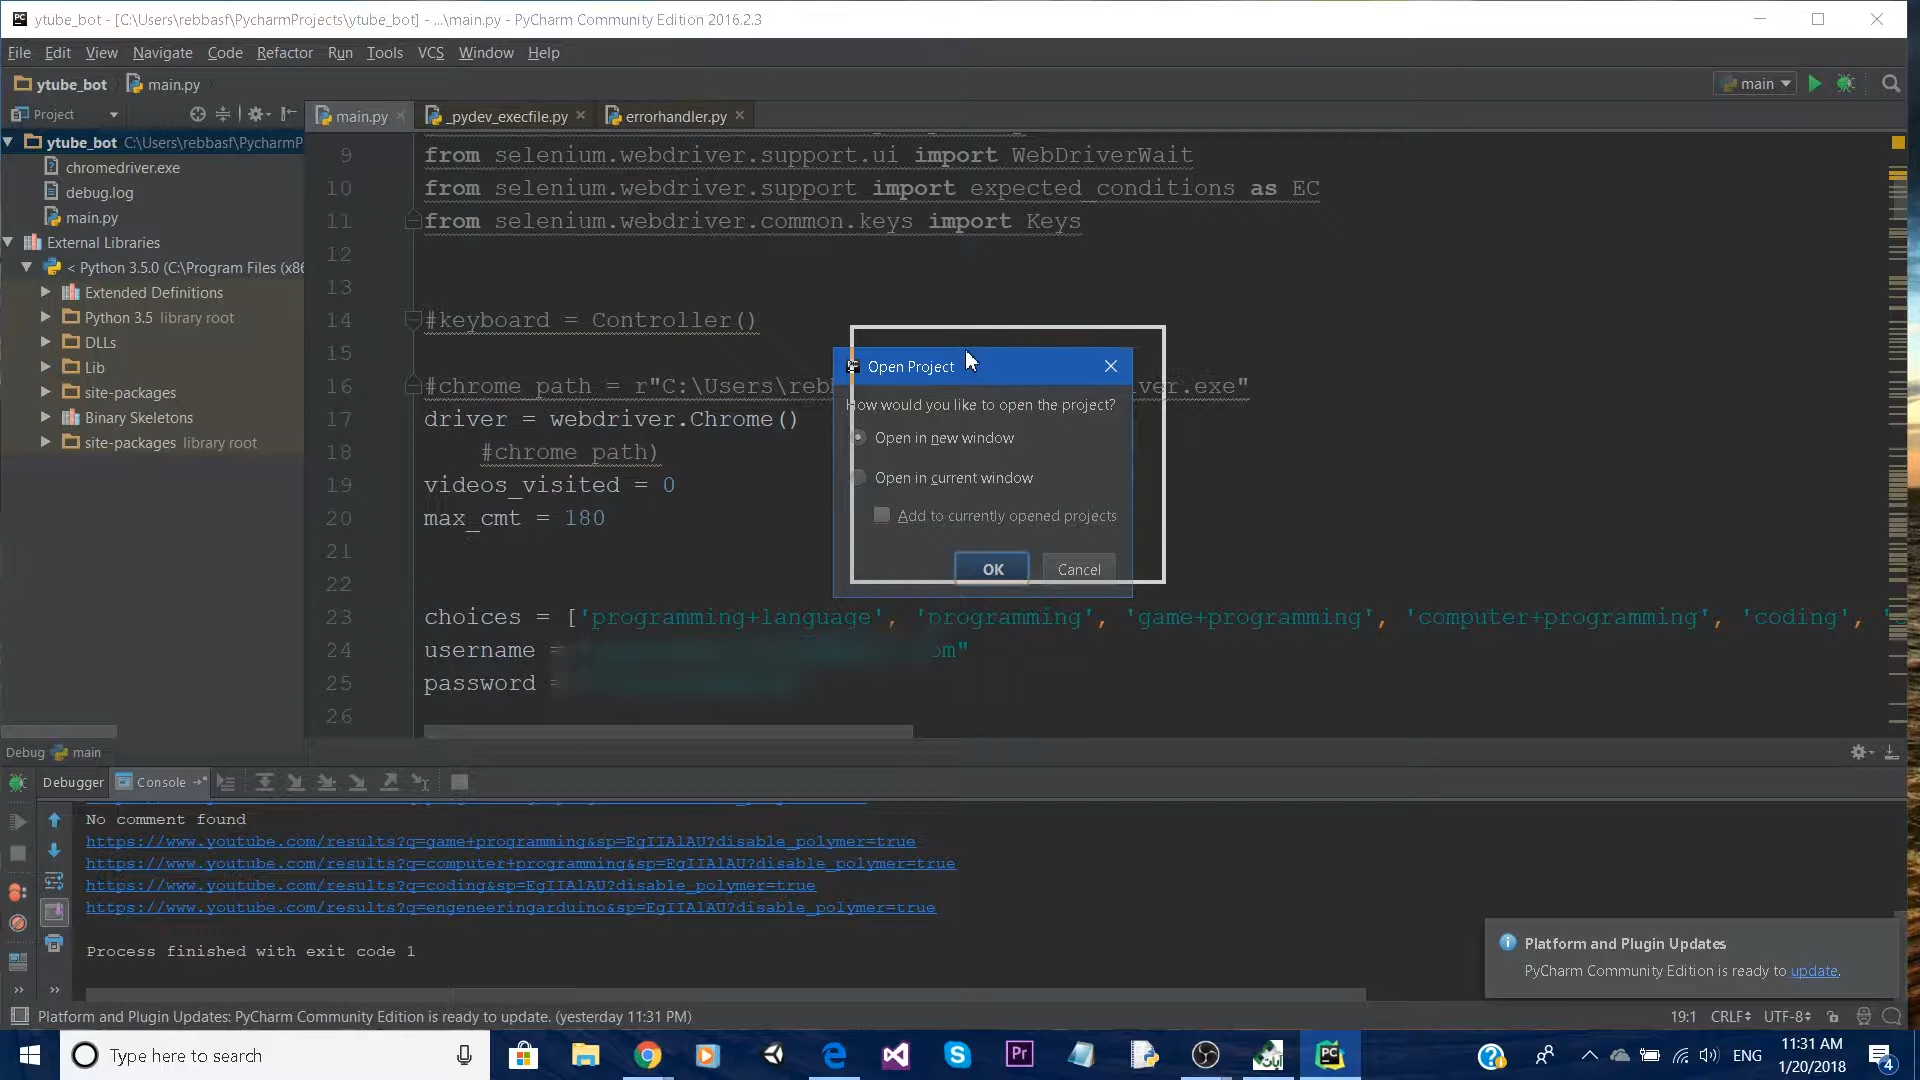 ytube_bot - [C:\Users\rebbasf\PycharmProjects\ytube_bot] - ...\main.py - PyCharm Community Edition 2016.2.3
File Edit View Navigate Code Refactor Run Tools VCS Window Help
ytube_bot main.py
main
Project
main.py _pydev_execfile.py errorhandler.py
ytube_bot C:\Users\rebbasf\PycharmP
chromedriver.exe
debug.log
main.py
External Libraries
< Python 3.5.0 (C:\Program Files (x86
Extended Definitions
Python 3.5 library root
DLLs
Lib
site-packages
Binary Skeletons
site-packages library root
9 from selenium.webdriver.support.ui import WebDriverWait
10 from selenium.webdriver.support import expected_conditions as EC
11 from selenium.webdriver.common.keys import Keys
12
13
14 #keyboard = Controller()
15
16 #chrome_path = r"C:\Users\reb ver.exe"
17 driver = webdriver.Chrome()
18 #chrome_path)
19 videos_visited = 0
20 max_cmt = 180
21
22
23 choices = ['programming+language', 'programming', 'game+programming', 'computer+programming', 'coding', '
24 username = om"
25 password =
26
Open Project
How would you like to open the project?
Open in new window
Open in current window
Add to currently opened projects
OK Cancel
Debug main
Debugger Console
No comment found
https://www.youtube.com/results?q=game+programming&sp=EgIIAlAU?disable_polymer=true
https://www.youtube.com/results?q=computer+programming&sp=EgIIAlAU?disable_polymer=true
https://www.youtube.com/results?q=coding&sp=EgIIAlAU?disable_polymer=true
https://www.youtube.com/results?q=engeneeringarduino&sp=EgIIAlAU?disable_polymer=true
Process finished with exit code 1
Platform and Plugin Updates
PyCharm Community Edition is ready to update.
Platform and Plugin Updates: PyCharm Community Edition is ready to update. (yesterday 11:31 PM)
19:1 CRLF UTF-8
Type here to search
ENG
11:31 AM
1/20/2018
4